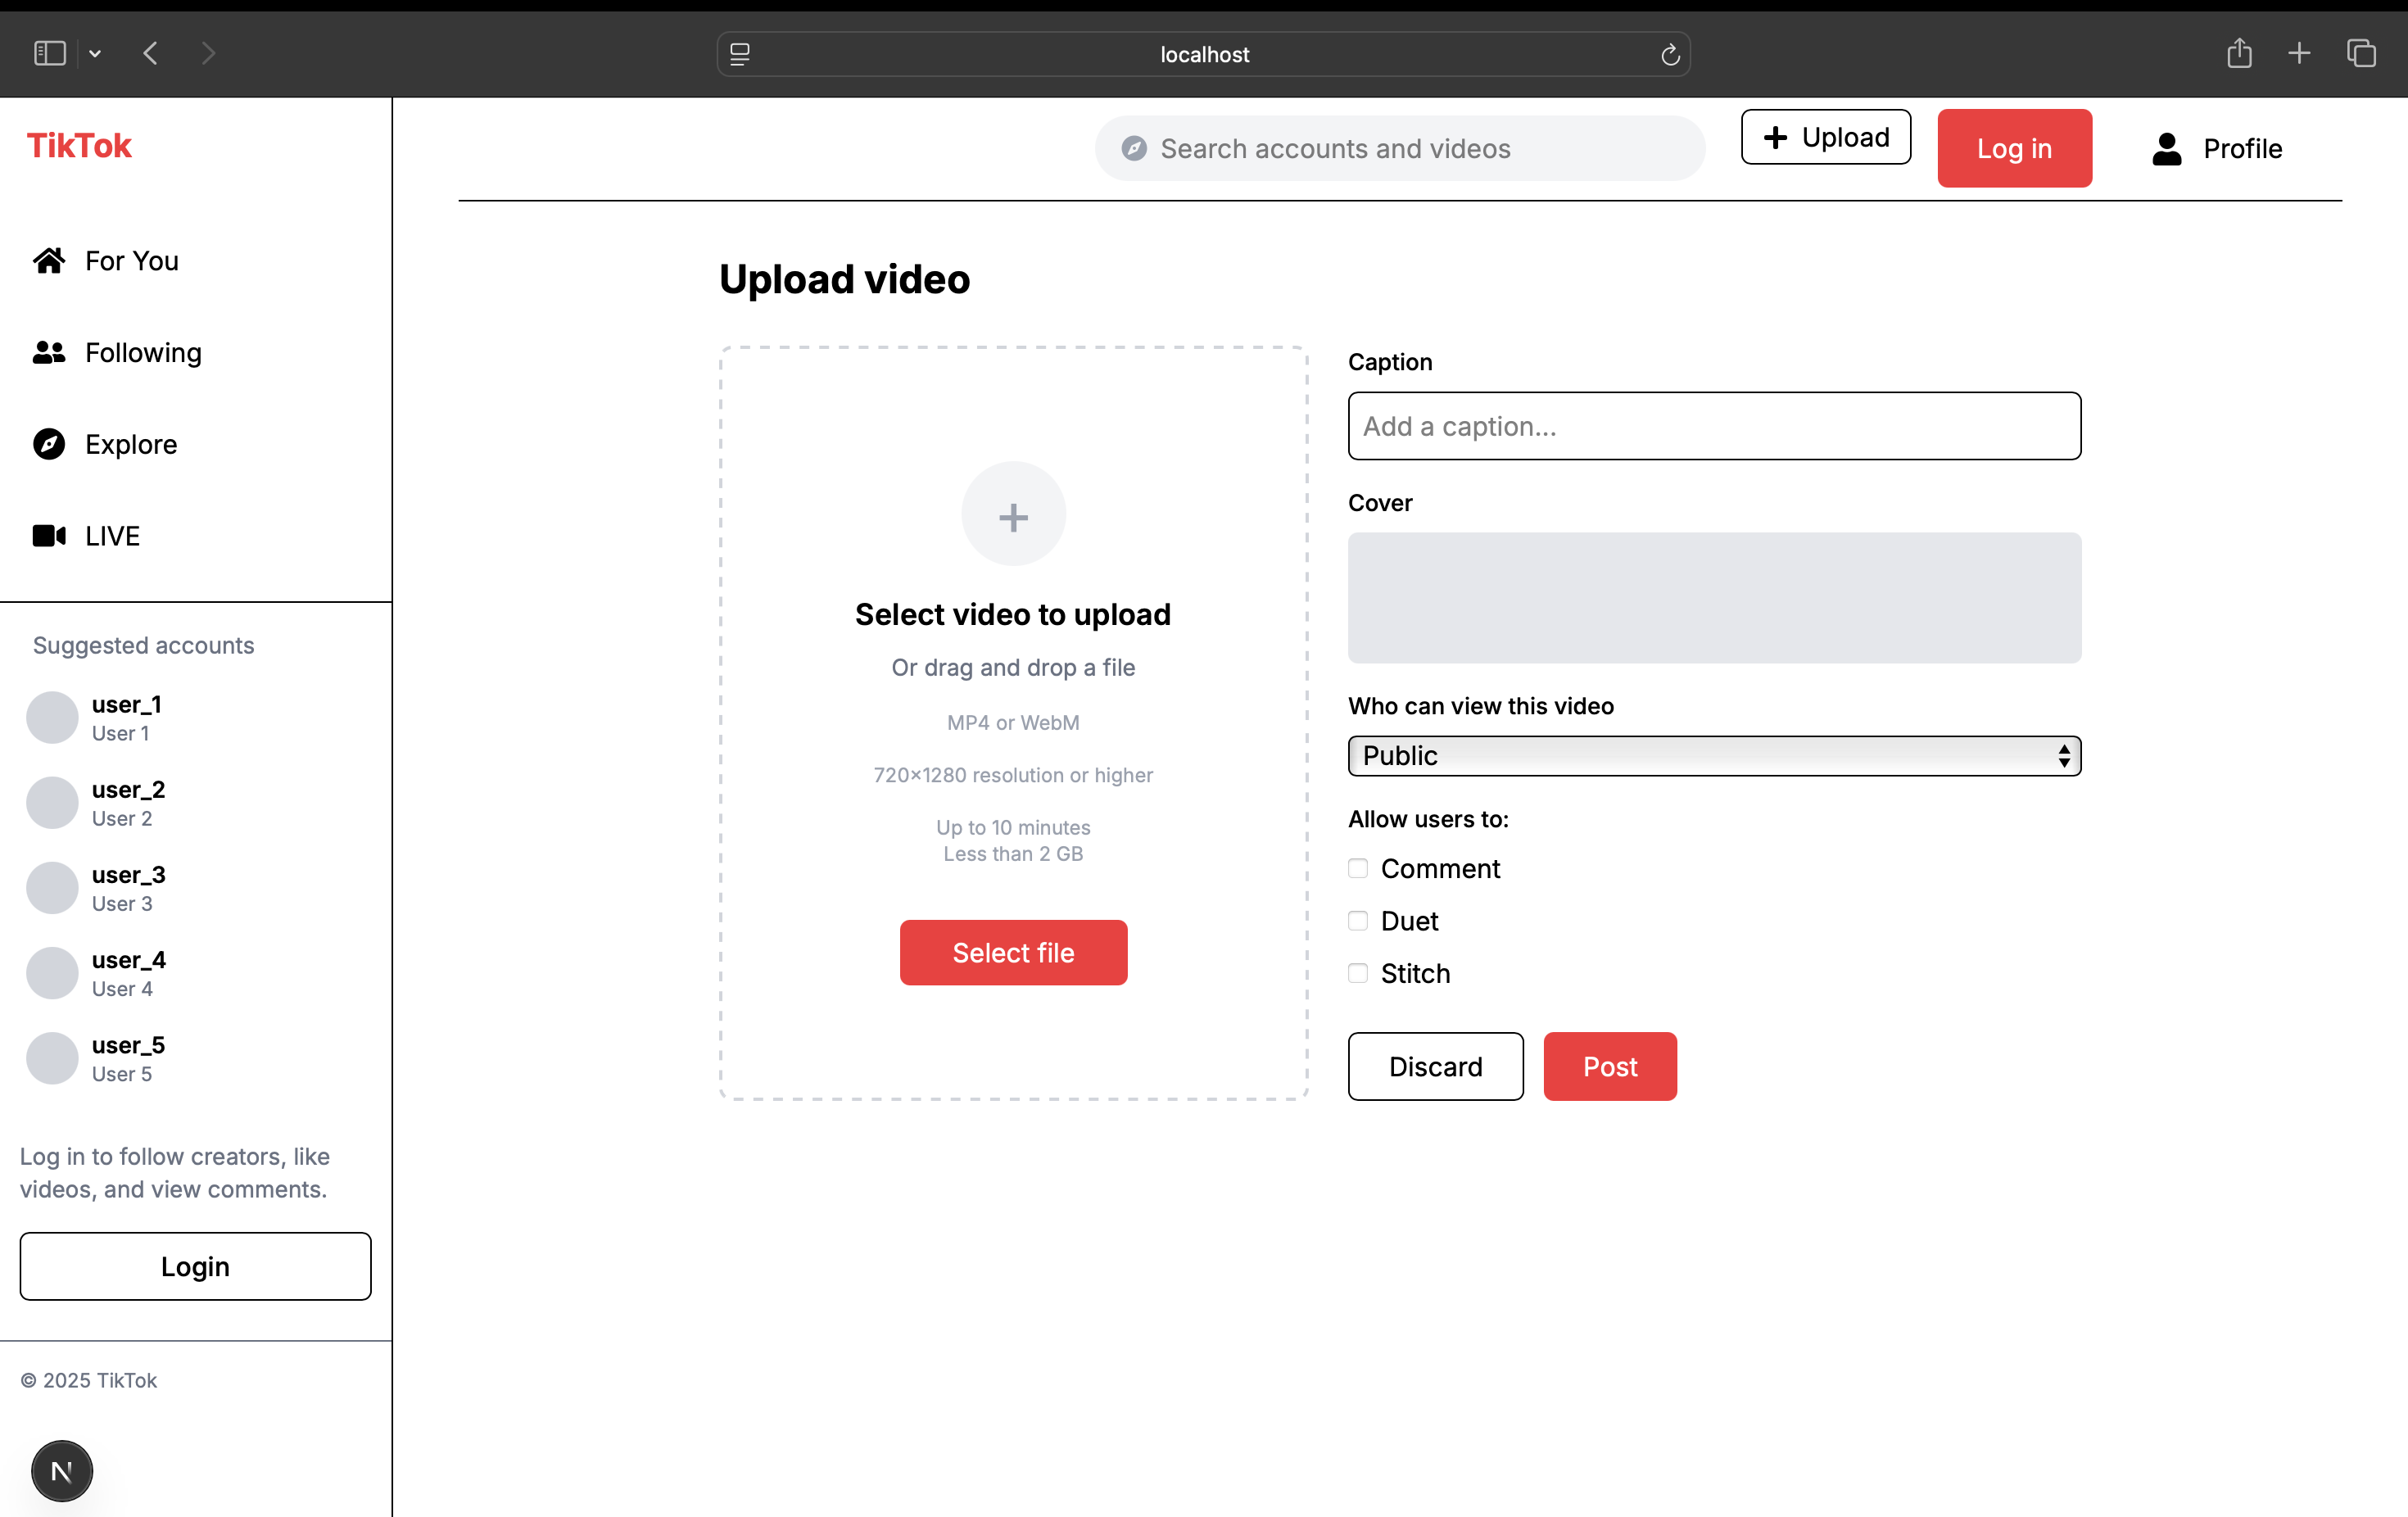 localhost
TikTok
Search accounts and videos
Upload
Log in
Profile
For You
Following
Explore
LIVE
Suggested accounts
user_1
User 1
user_2
User 2
user_3
User 3
user_4
User 4
user_5
User 5
Log in to follow creators, like
videos, and view comments.
Login
© 2025 TikTok
N
Upload video
Select video to upload
Or drag and drop a file
MP4 or WebM
720×1280 resolution or higher
Up to 10 minutes
Less than 2 GB
Select file
Caption
Add a caption...
Cover
Who can view this video
Public
Allow users to:
Comment
Duet
Stitch
Discard
Post